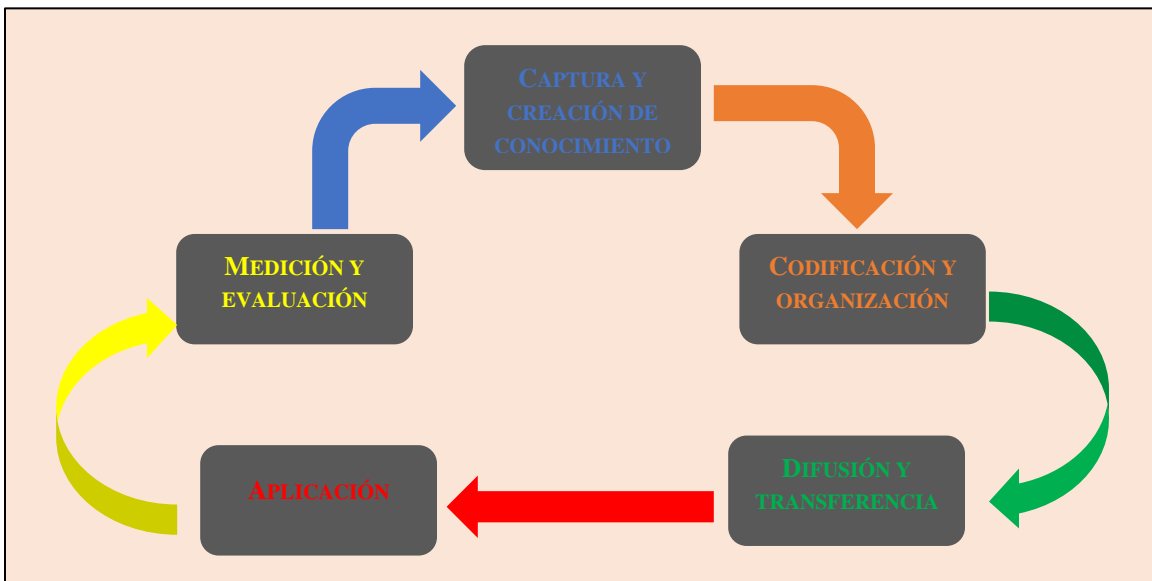 CAPTURA Y
CREACIÓN DE
CONOCIMIENTO
MEDICIÓN Y
EVALUACIÓN
CODIFICACIÓN Y
ORGANIZACIÓN
APLICACIÓN
DIFUSIÓN Y
TRANSFERENCIA